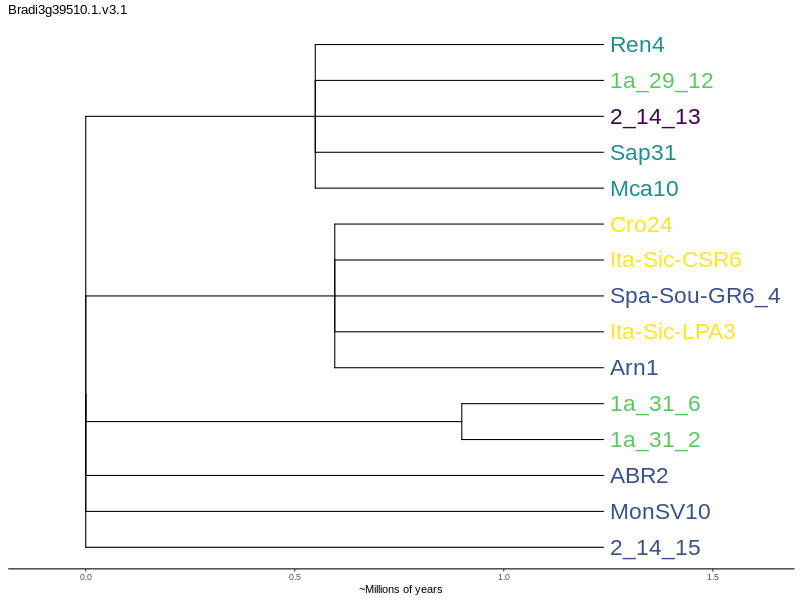 Bradi3g39510.1.v3.1
Ren4
1a_29_12
2_14_13
Sap31
Mca10
Cro24
Ita-Sic-CSR6
Spa-Sou-GR6_4
Ita-Sic-LPA3
Arn1
1a_31_6
1a_31_2
ABR2
MonSV10
2_14_15
0.0 0.5 1.0 1.5
~Millions of years